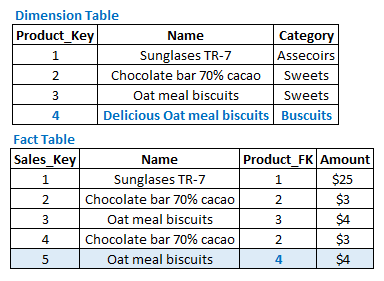 Dimension Table
Product_Key Name Category
1 Sunglases TR-7 Assecoirs
2 Chocolate bar 70% cacao Sweets
3 Oat meal biscuits Sweets
4 Delicious Oat meal biscuits Buscuits
Fact Table
Sales_Key Name Product_FK Amount
1 Sunglases TR-7 1 $25
2 Chocolate bar 70% cacao 2 $3
3 Oat meal biscuits 3 $4
4 Chocolate bar 70% cacao 2 $3
5 Oat meal biscuits 4 $4